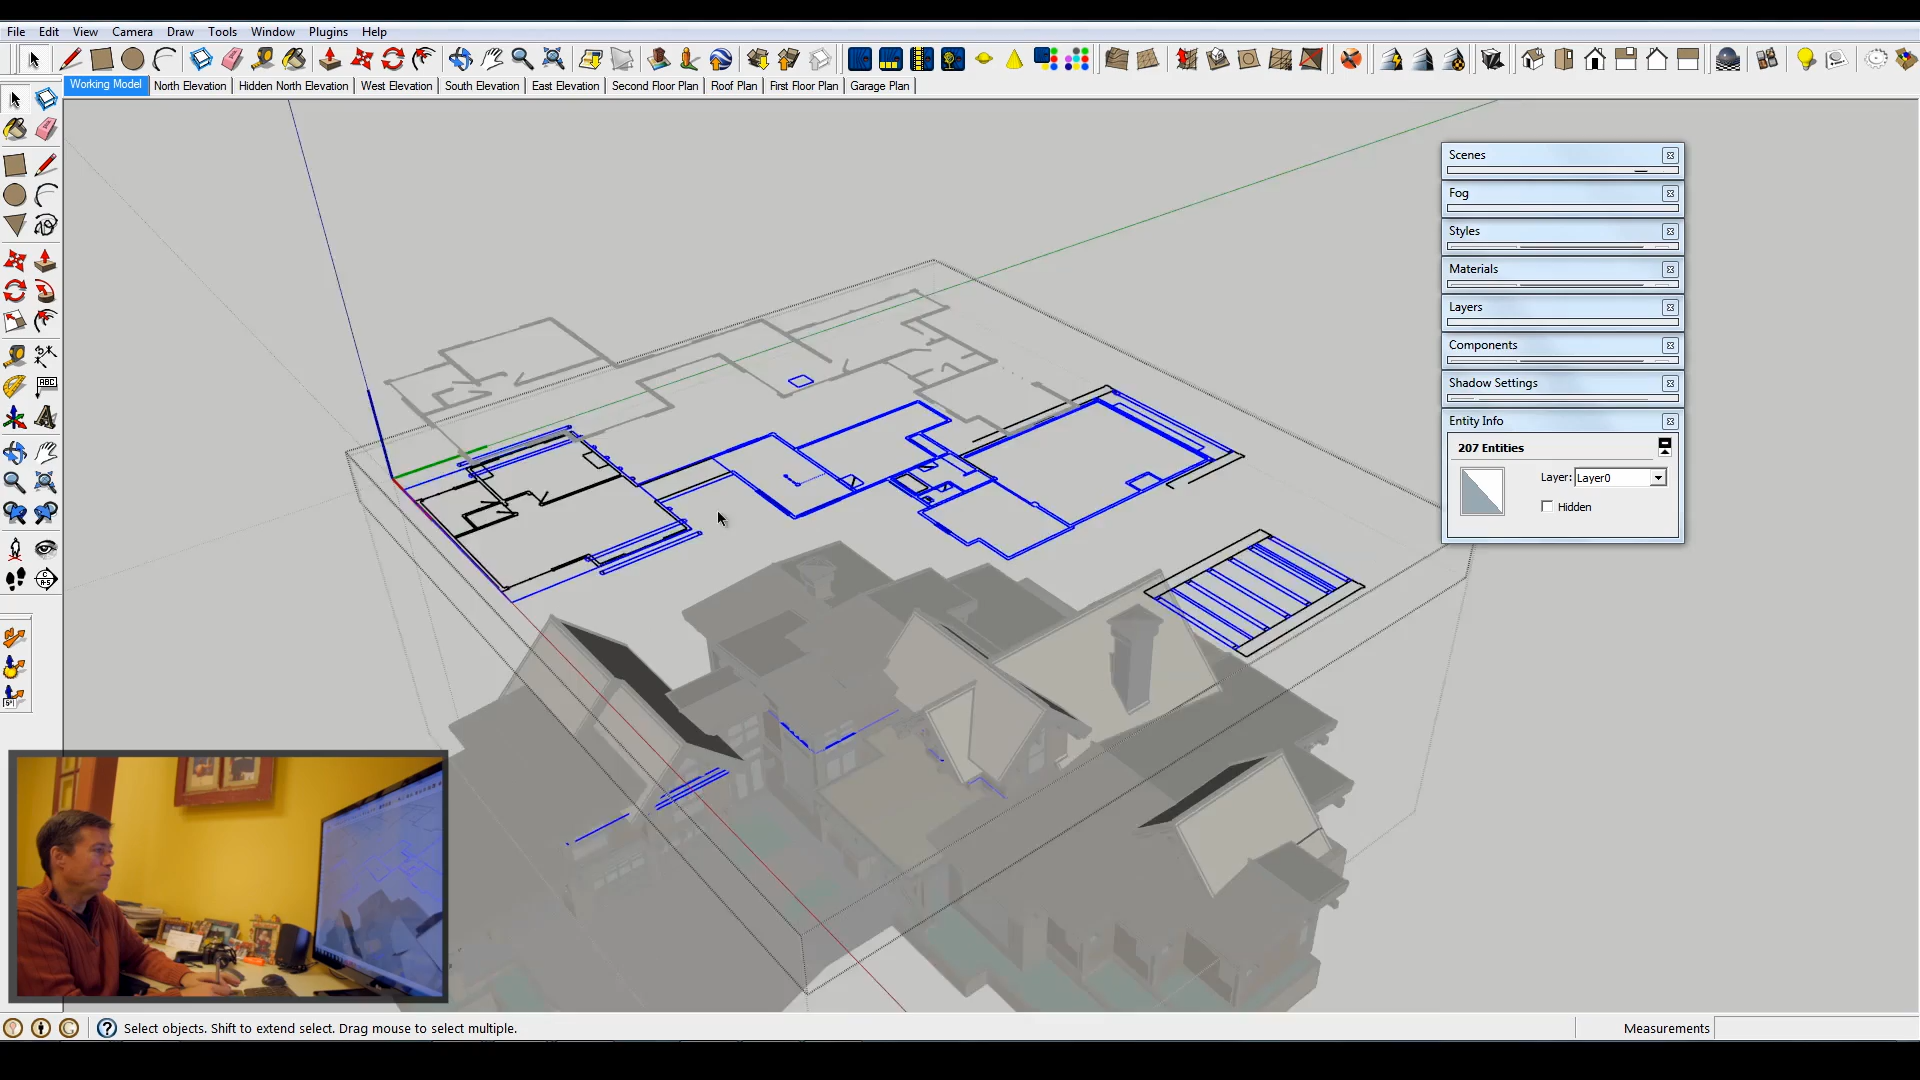 File Edit View Camera Draw Tools Window Plugins Help
Working Model North Elevation Hidden North Elevation West Elevation South Elevation East Elevation Second Floor Plan Roof Plan First Floor Plan Garage Plan
Scenes
Fog
Styles
Materials
Layers
Components
Shadow Settings
Entity Info
207 Entities
Layer: Layer0
Hidden
ABC
Select objects. Shift to extend select. Drag mouse to select multiple.
Measurements